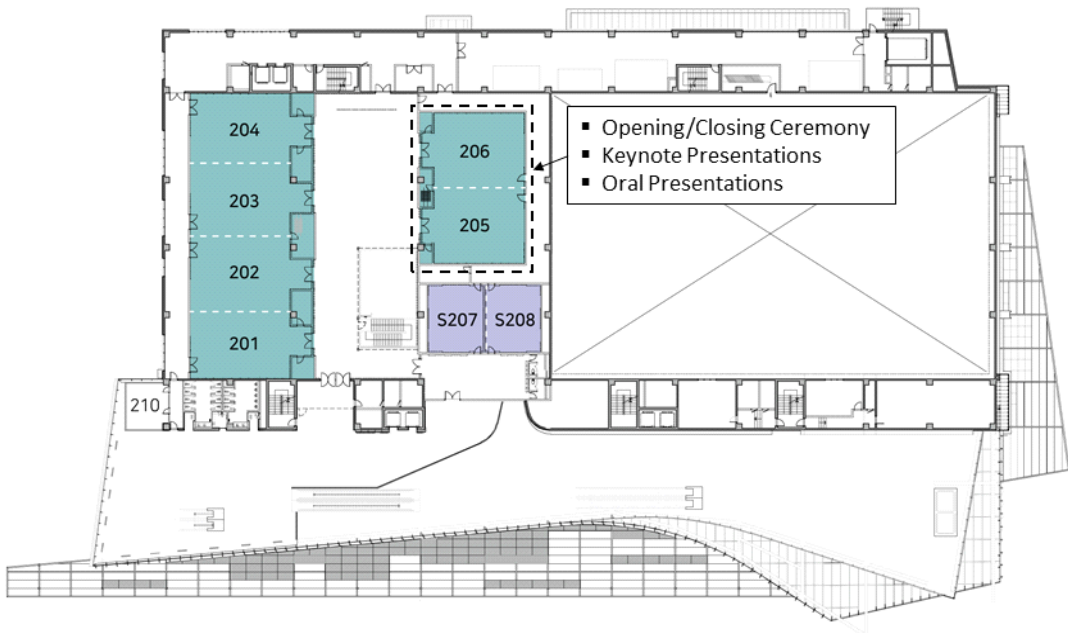 204
206
▪ Opening/Closing Ceremony
▪ Keynote Presentations
▪ Oral Presentations
203
205
202
S207 S208
201
210